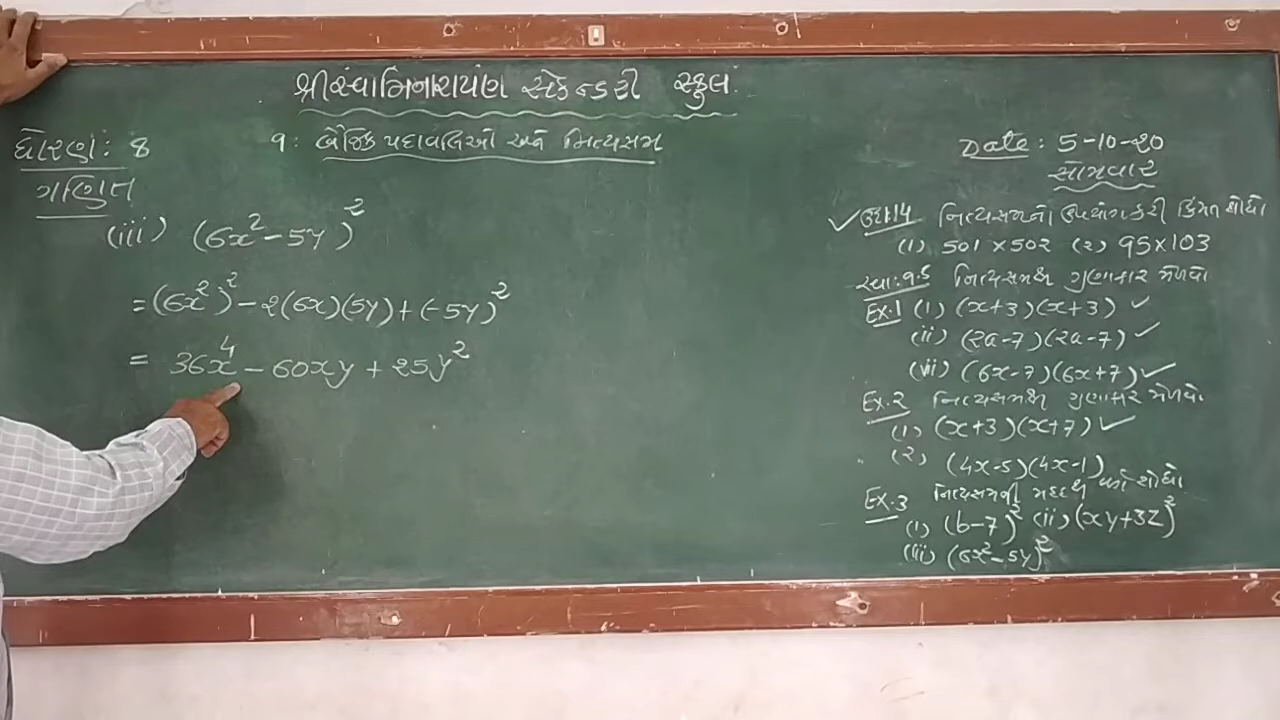 શ્રી સ્વામિનારાયણ સેકન્ડરી સ્કુલ.
ધોરણ: 8
૧: બૈજિક પદાવલિઓ અને નિત્યસમ
ગણિત
(iii) (6x² - 5y)²
= (6x²)² - 2(6x)(5y) + (-5y)²
= 36x⁴ - 60xy + 25y²
Date: 5-10-20
સોમવાર
✓ ઉદા:14 નિત્યસમનો ઉપયોગ કરી કિંમત શોધો
(1) 501 × 502 (2) 95 × 103
સ્વા: ૧.5 નિત્યસમથી ગુણાકાર મેળવો
Ex.1 (i) (x+3)(x+3) ✓
(ii) (2a-7)(2a-7) ✓
(vii) (6x-7)(6x+7) ✓
Ex.2 નિત્યસમથી ગુણાકાર મેળવો
(1) (x+3)(x+7) ✓
(2) (4x-5)(4x-1)
Ex.3 નિત્યસમની મદદથી વર્ગ શોધો
(i) (b-7)² (ii) (xy+3z)²
(iii) (6x²-5y)²